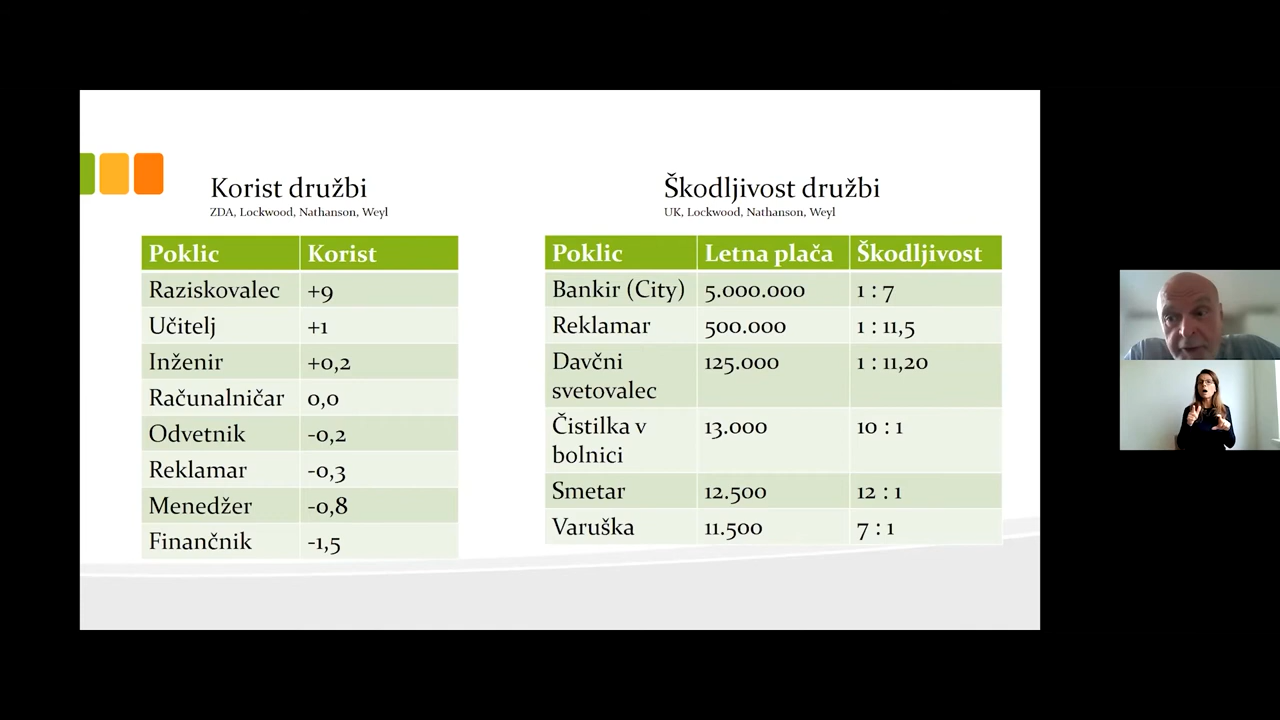 Korist družbi
ZDA, Lockwood, Nathanson, Weyl
Poklic Korist
Raziskovalec +9
Učitelj +1
Inženir +0,2
Računalničar 0,0
Odvetnik -0,2
Reklamar -0,3
Menedžer -0,8
Finančnik -1,5
Škodljivost družbi
UK, Lockwood, Nathanson, Weyl
Poklic Letna plača Škodljivost
Bankir (City) 5.000.000 1 : 7
Reklamar 500.000 1 : 11,5
Davčni 125.000 1 : 11,20
svetovalec
Čistilka v 13.000 10 : 1
bolnici
Smetar 12.500 12 : 1
Varuška 11.500 7 : 1